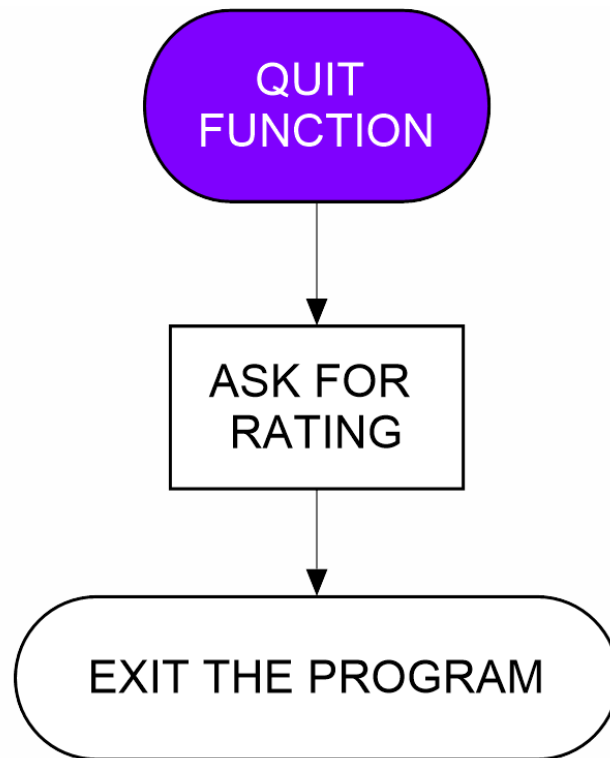 QUIT
FUNCTION
ASK FOR
RATING
EXIT THE PROGRAM